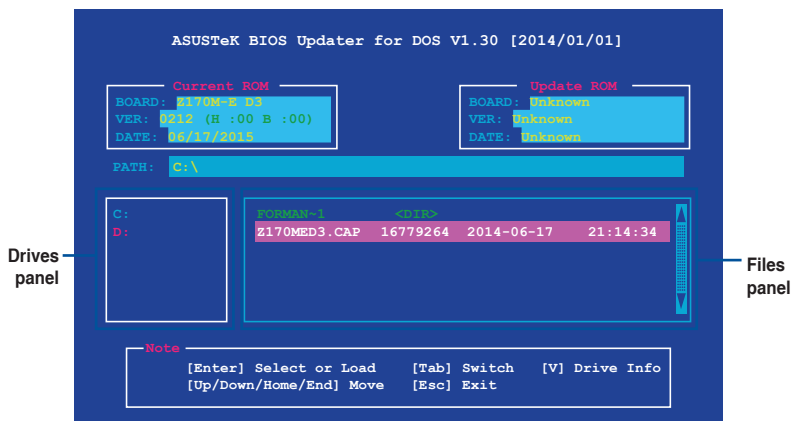 ASUSTeK BIOS Updater for DOS V1.30 [2014/01/01]
Current ROM
BOARD: Z170M-E D3
VER: 0212 (H :00 B :00)
DATE: 06/17/2015
Update ROM
BOARD: Unknown
VER: Unknown
DATE: Unknown
PATH: C:\
Drives panel
C:
D:
FORMAN~1 <DIR>
Z170MED3.CAP 16779264 2014-06-17 21:14:34
Files panel
Note
[Enter] Select or Load [Tab] Switch [V] Drive Info
[Up/Down/Home/End] Move [Esc] Exit